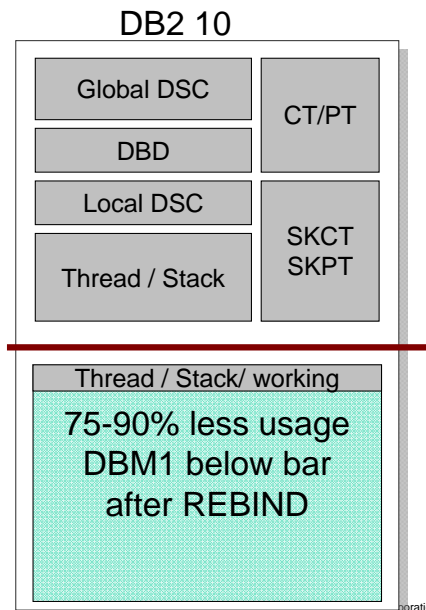 DB2 10
Global DSC
CT/PT
DBD
Local DSC
SKCT
SKPT
Thread / Stack
Thread / Stack/ working
75-90% less usage
DBM1 below bar
after REBIND